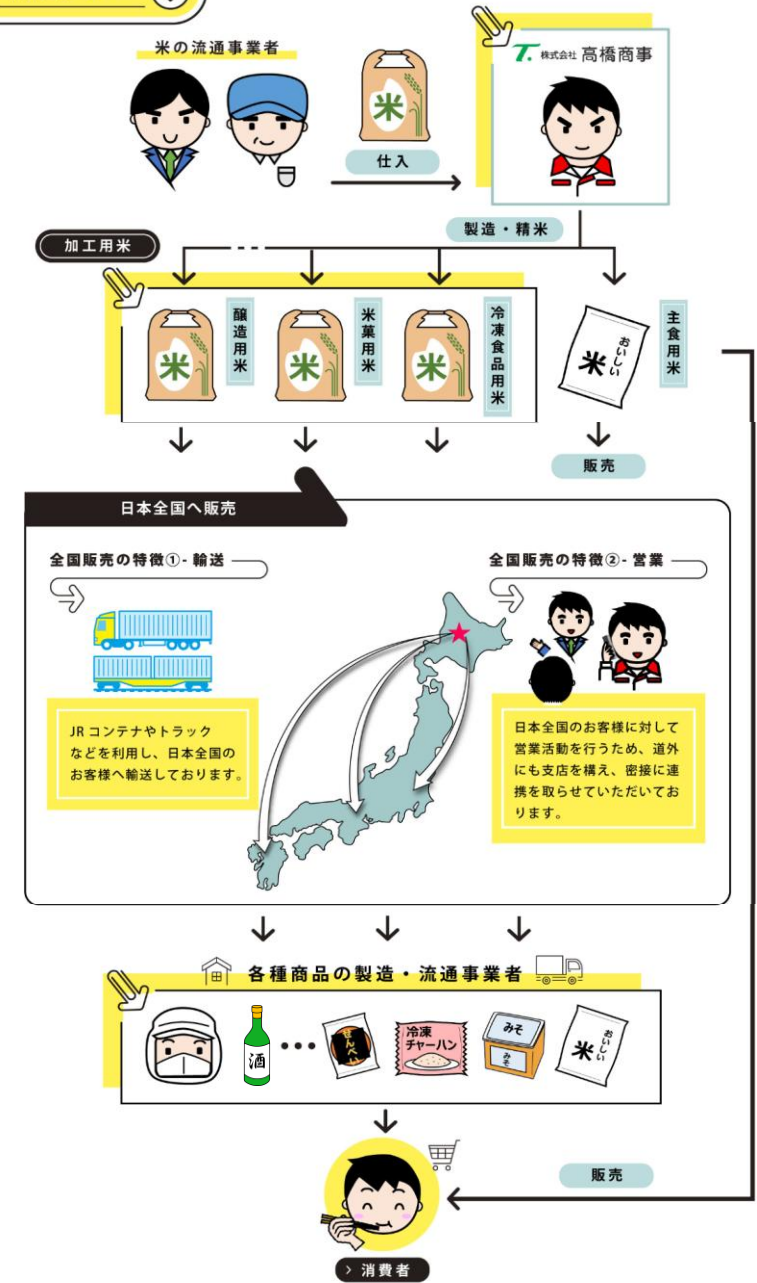 米の流通事業者
米
仕入
T. 株式会社 高橋商事
製造・精米
加工用米
米
醸造用米
米
米菓用米
米
冷凍食品用米
おいしい
米
主食用米
販売
日本全国へ販売
全国販売の特徴①- 輸送
JRコンテナやトラック
などを利用し、日本全国の
お客様へ輸送しております。
全国販売の特徴②- 営業
日本全国のお客様に対して
営業活動を行うため、道外
にも支店を構え、密接に連
携を取らせていただいてお
ります。
各種商品の製造・流通事業者
酒
せんべい
冷凍
チャーハン
みそ
みそ
おいしい
米
販売
消費者